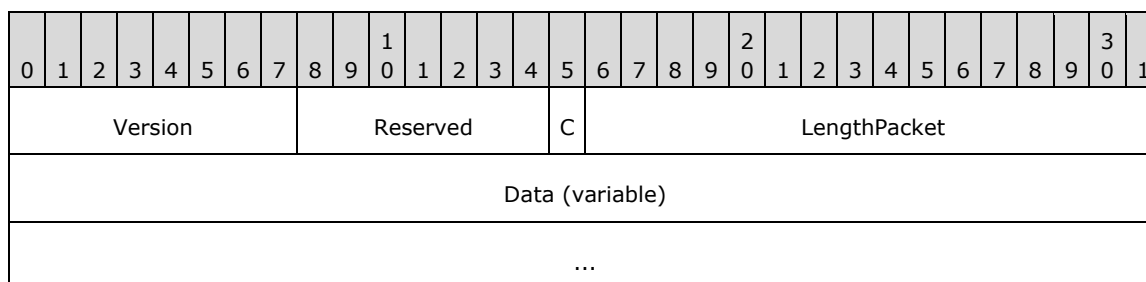 1 2 3
0 1 2 3 4 5 6 7 8 9 0 1 2 3 4 5 6 7 8 9 0 1 2 3 4 5 6 7 8 9 0 1
Version Reserved C LengthPacket
Data (variable)
...